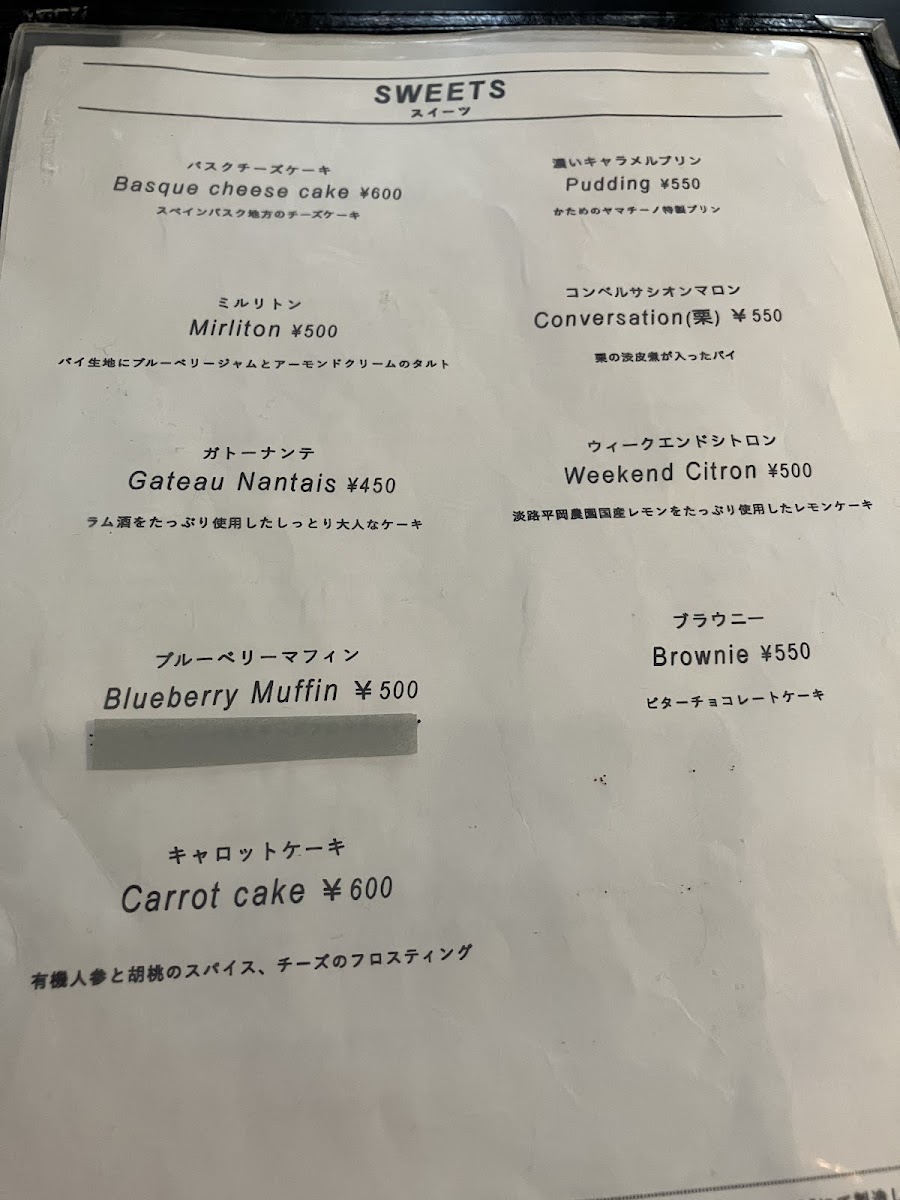 SWEETS
スイーツ
バスクチーズケーキ
Basque cheese cake ¥600
スペインバスク地方のチーズケーキ
濃いキャラメルプリン
Pudding ¥550
かためのヤマチーノ特製プリン
ミルリトン
Mirliton ¥500
パイ生地にブルーベリージャムとアーモンドクリームのタルト
コンベルサシオンマロン
Conversation(栗) ¥550
栗の渋皮煮が入ったパイ
ガトーナンテ
Gateau Nantais ¥450
ラム酒をたっぷり使用したしっとり大人なケーキ
ウィークエンドシトロン
Weekend Citron ¥500
淡路平岡農園国産レモンをたっぷり使用したレモンケーキ
ブルーベリーマフィン
Blueberry Muffin ¥500
ブラウニー
Brownie ¥550
ビターチョコレートケーキ
キャロットケーキ
Carrot cake ¥600
有機人参と胡桃のスパイス、チーズのフロスティング